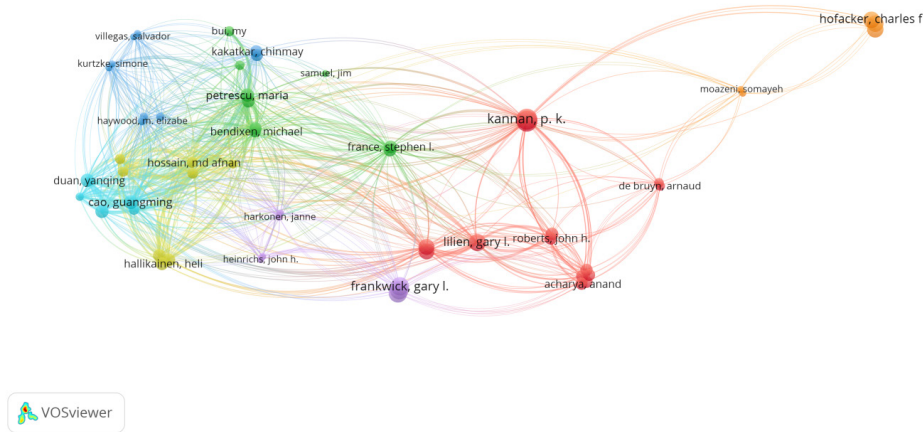 hofacker, charles f
bui, my
villegas, salvador
kakatkar, chinmay
kurtzke, simone
samuel, jim
moazeni, somayeh
petrescu, maria
haywood, m. elizabe
kannan, p. k.
bendixen, michael
france, stephen l.
hossain, md afnan
duan, yanqing
de bruyn, arnaud
cao, guangming
harkonen, janne
lilien, gary l.
roberts, john h.
heinrichs, john h.
hallikainen, heli
frankwick, gary l.
acharya, anand
VOSviewer